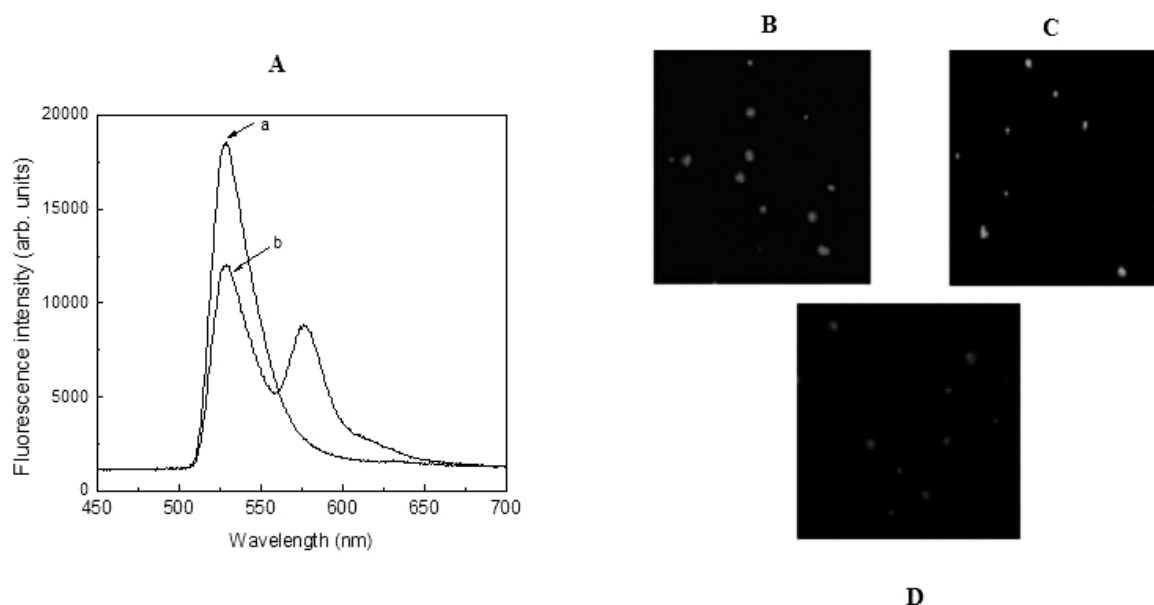 A
20000
15000
10000
5000
0
450
500
550
600
650
700
a
b
Fluorescence intensity (arb. units)
Wavelength (nm)
B
C
D